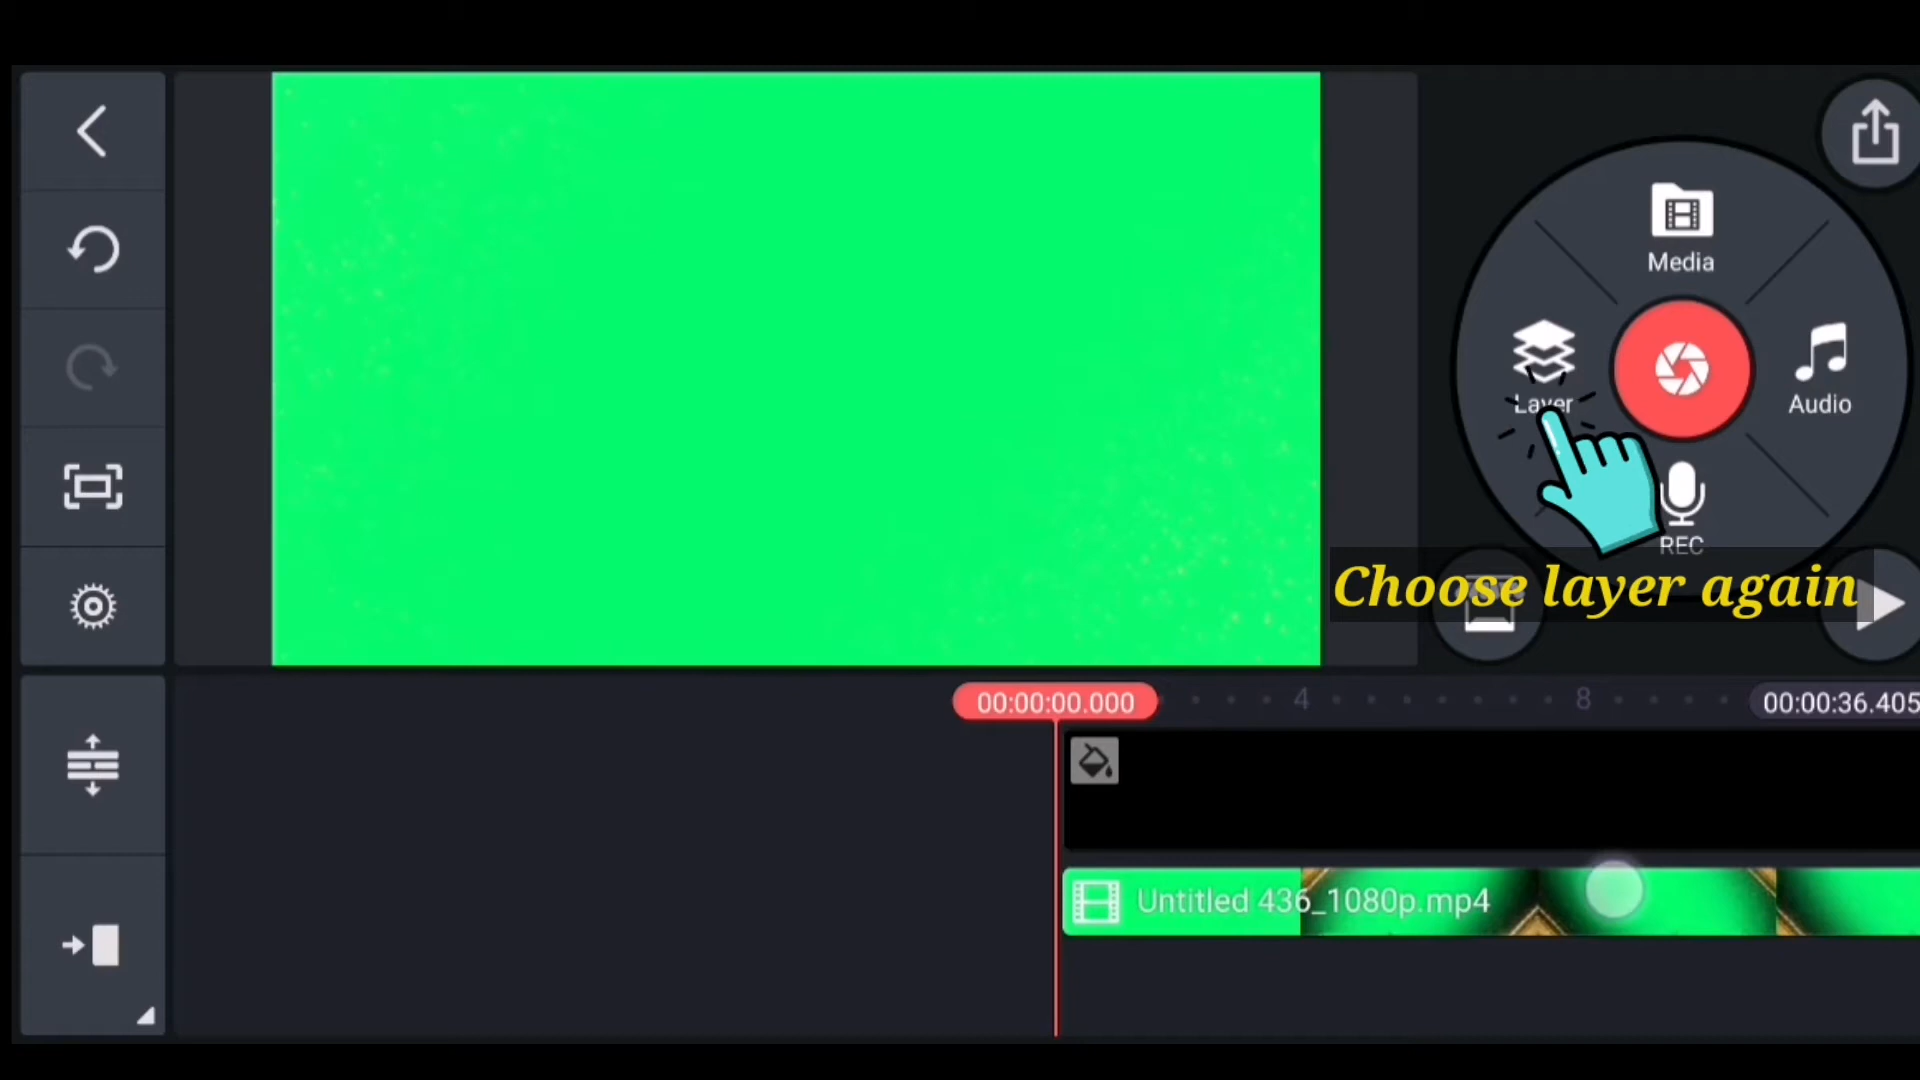 Media
Layer
Audio
REC
Choose layer again
00:00:00.000
4
8
00:00:36.405
Untitled 436_1080p.mp4